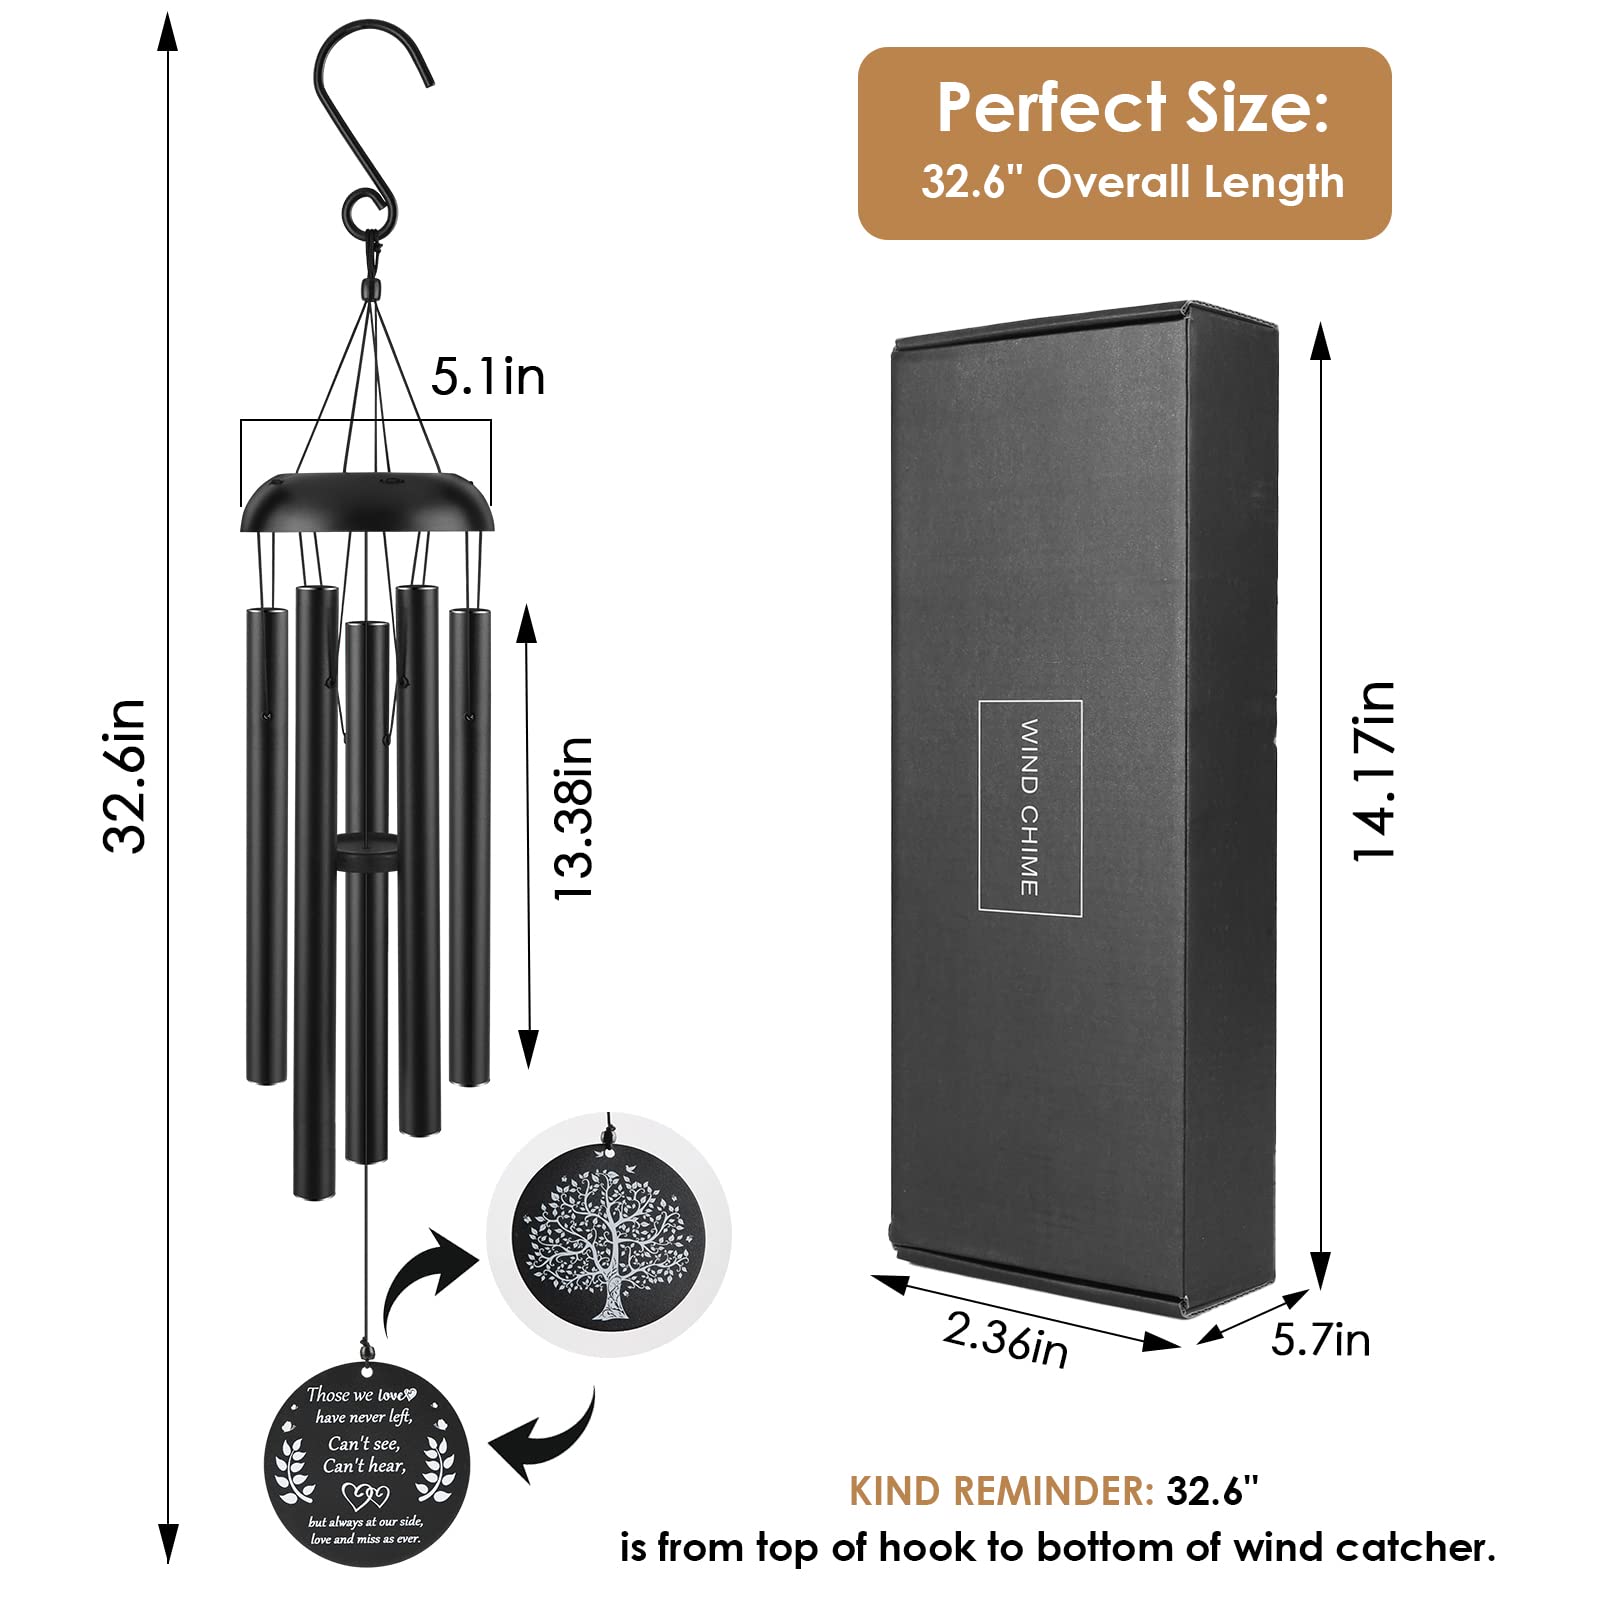 Perfect Size:
32.6" Overall Length
5.1in
32.6in
13.38in
WIND CHIME
14.17in
2.36in
5.7in
Those we love
have never left,
Can't see,
Can't hear,
but always at our side,
love and miss as ever.
KIND REMINDER: 32.6"
is from top of hook to bottom of wind catcher.